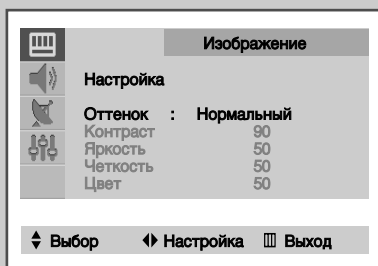 Изображение
Настройка
Оттенок : Нормальный
Контраст 90
Яркость 50
Четкость 50
Цвет 50
Выбор Настройка Выход